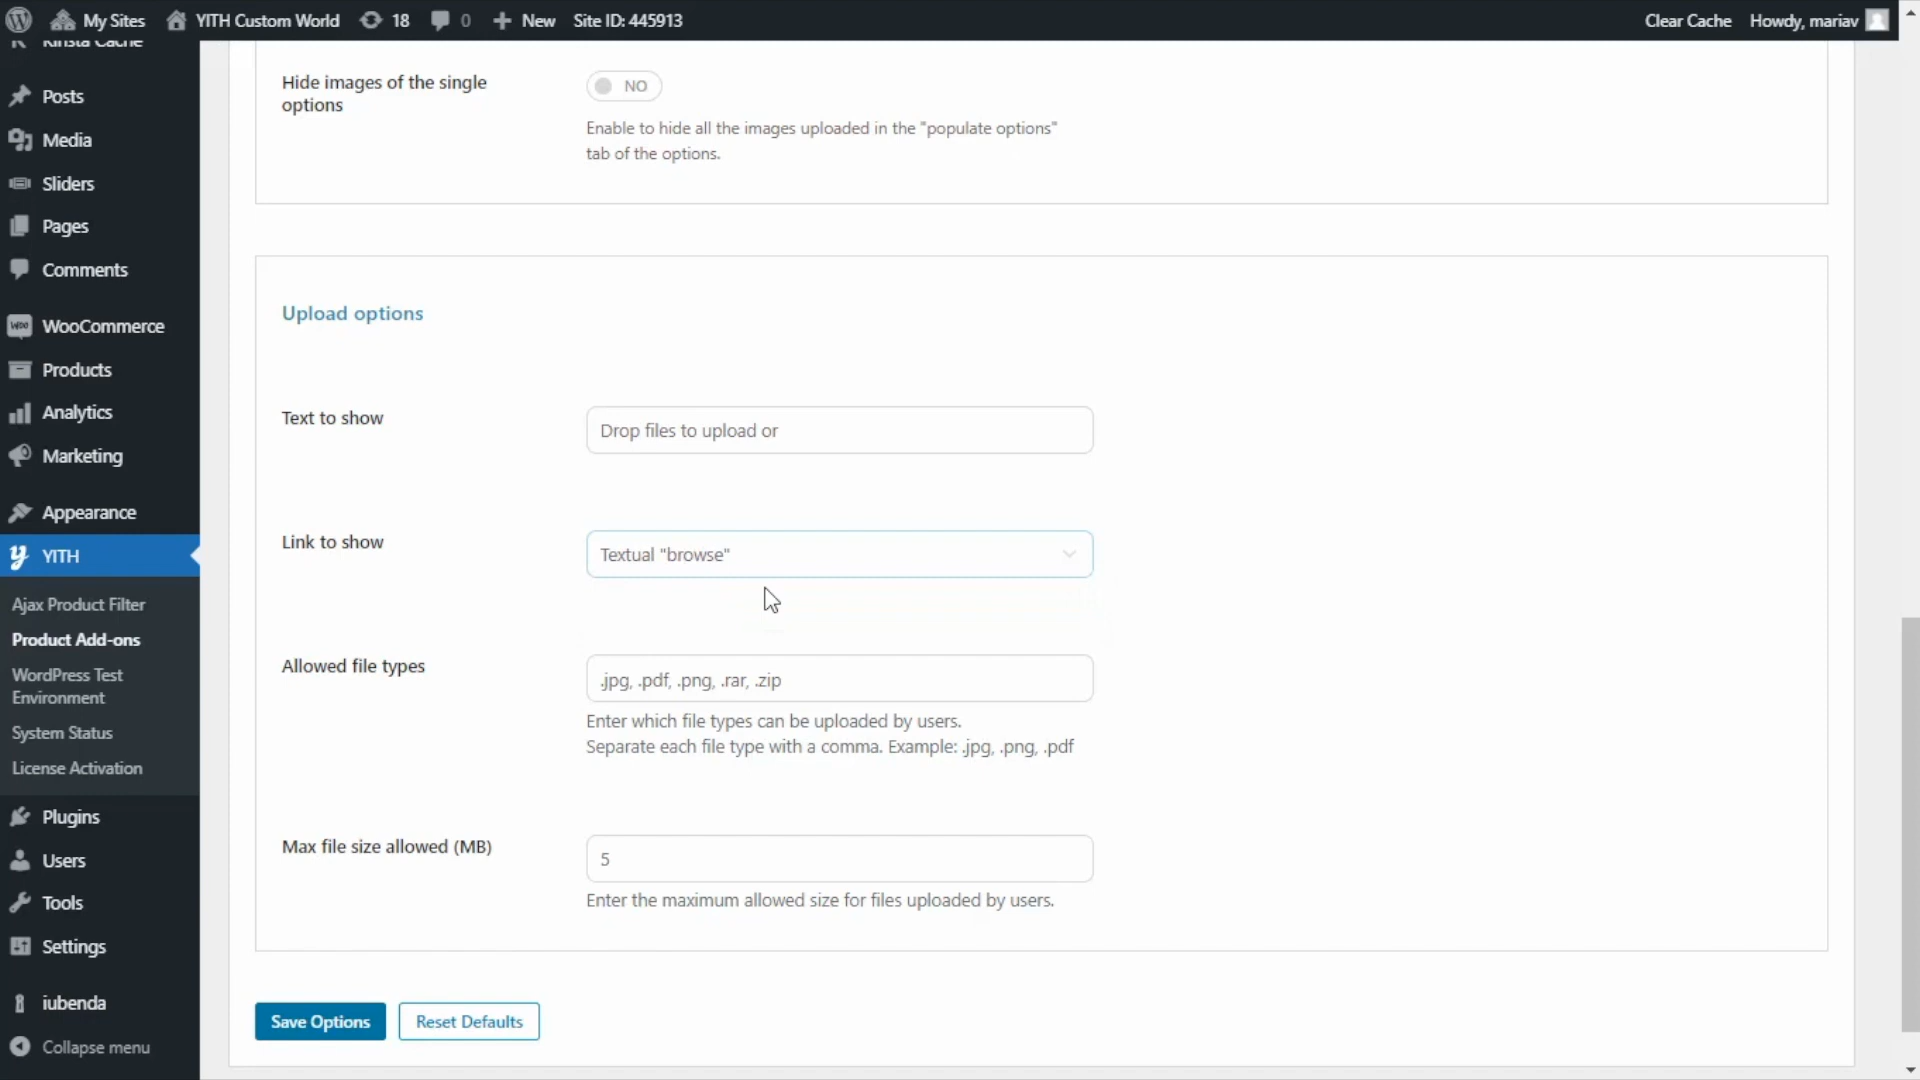 My Sites
YITH Custom World
18
0
New
Site ID: 445913
Clear Cache
Howdy, mariav
Kinsta Cache
Posts
Media
Sliders
Pages
Comments
WooCommerce
Products
Analytics
Marketing
Appearance
YITH
Ajax Product Filter
Product Add-ons
WordPress Test
Environment
System Status
License Activation
Plugins
Users
Tools
Settings
iubenda
Collapse menu
Hide images of the single
options
NO
Enable to hide all the images uploaded in the "populate options"
tab of the options.
Upload options
Text to show
Drop files to upload or
Link to show
Textual "browse"
Allowed file types
.jpg, .pdf, .png, .rar, .zip
Enter which file types can be uploaded by users.
Separate each file type with a comma. Example: .jpg, .png, .pdf
Max file size allowed (MB)
5
Enter the maximum allowed size for files uploaded by users.
Save Options
Reset Defaults